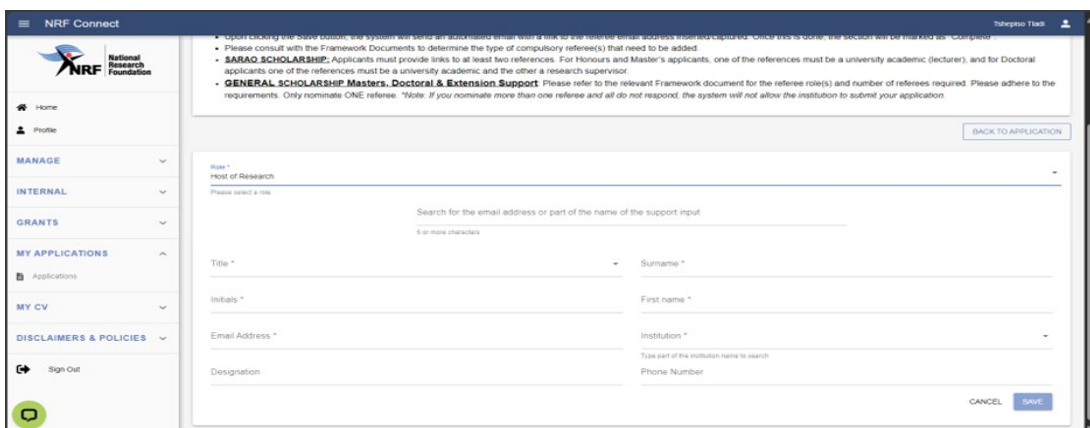 NRF Connect
Tshepiso Tladi
NRF
National
Research
Foundation
Home
Profile
MANAGE
INTERNAL
GRANTS
MY APPLICATIONS
Applications
MY CV
DISCLAIMERS & POLICIES
Sign Out
Upon clicking the Save button, the system will send an automated email with a link to the referee email address inserted/captured. Once this is done, the section will be marked as "Complete".
Please consult with the Framework Documents to determine the type of compulsory referee(s) that need to be added.
SARAO SCHOLARSHIP: Applicants must provide links to at least two references. For Honours and Master's applicants, one of the references must be a university academic (lecturer), and for Doctoral
applicants one of the references must be a university academic and the other a research supervisor.
GENERAL SCHOLARSHIP Masters, Doctoral & Extension Support: Please refer to the relevant Framework document for the referee role(s) and number of referees required. Please adhere to the
requirements. Only nominate ONE referee. *Note: If you nominate more than one referee and all do not respond, the system will not allow the institution to submit your application.
BACK TO APPLICATION
Role *
Host of Research
Please select a role
Search for the email address or part of the name of the support input
6 or more characters
Title *
Surname *
Initials *
First name *
Email Address *
Institution *
Type part of the institution name to search
Designation
Phone Number
CANCEL
SAVE